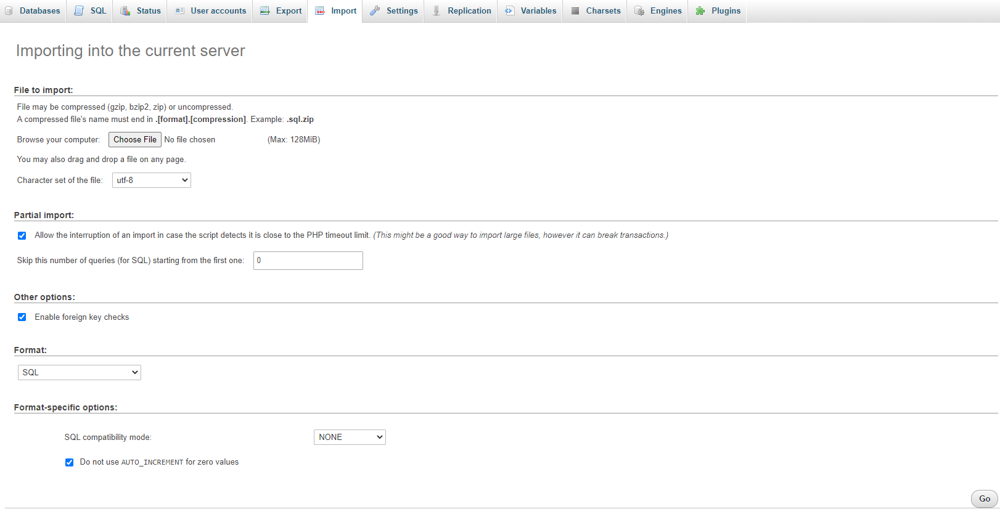 Databases SQL Status User accounts Export Import Settings Replication Variables Charsets Engines Plugins
Importing into the current server
File to import:
File may be compressed (gzip, bzip2, zip) or uncompressed.
A compressed file's name must end in .[format].[compression]. Example: .sql.zip
Browse your computer: Choose File No file chosen (Max: 128MiB)
You may also drag and drop a file on any page.
Character set of the file: utf-8
Partial import:
Allow the interruption of an import in case the script detects it is close to the PHP timeout limit. (This might be a good way to import large files, however it can break transactions.)
Skip this number of queries (for SQL) starting from the first one: 0
Other options:
Enable foreign key checks
Format:
SQL
Format-specific options:
SQL compatibility mode: NONE
Do not use AUTO_INCREMENT for zero values
Go